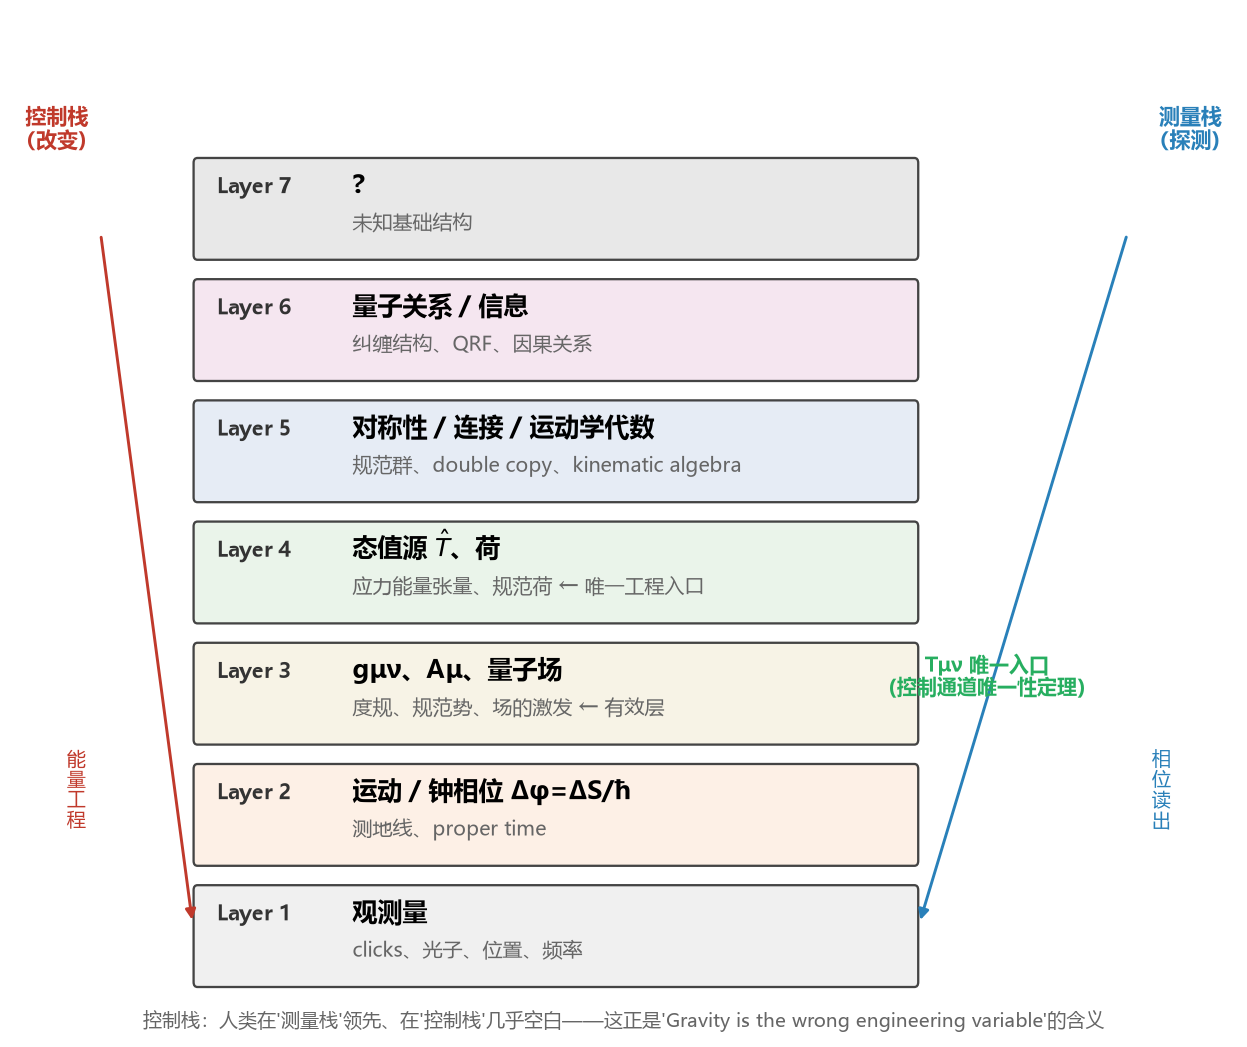 控制栈
(改变)
测量栈
(探测)
Layer 7 ?
未知基础结构
Layer 6 量子关系 / 信息
纠缠结构、QRF、因果关系
Layer 5 对称性 / 连接 / 运动学代数
规范群、double copy、kinematic algebra
Layer 4 态值源 T̂、荷
应力能量张量、规范荷 ← 唯一工程入口
Layer 3 gμν、Aμ、量子场
度规、规范势、场的激发 ← 有效层
Tμν 唯一入口
(控制通道唯一性定理)
Layer 2 运动 / 钟相位 Δφ=ΔS/ħ
测地线、proper time
能量工程
相位读出
Layer 1 观测量
clicks、光子、位置、频率
控制栈：人类在'测量栈'领先、在'控制栈'几乎空白——这正是'Gravity is the wrong engineering variable'的含义